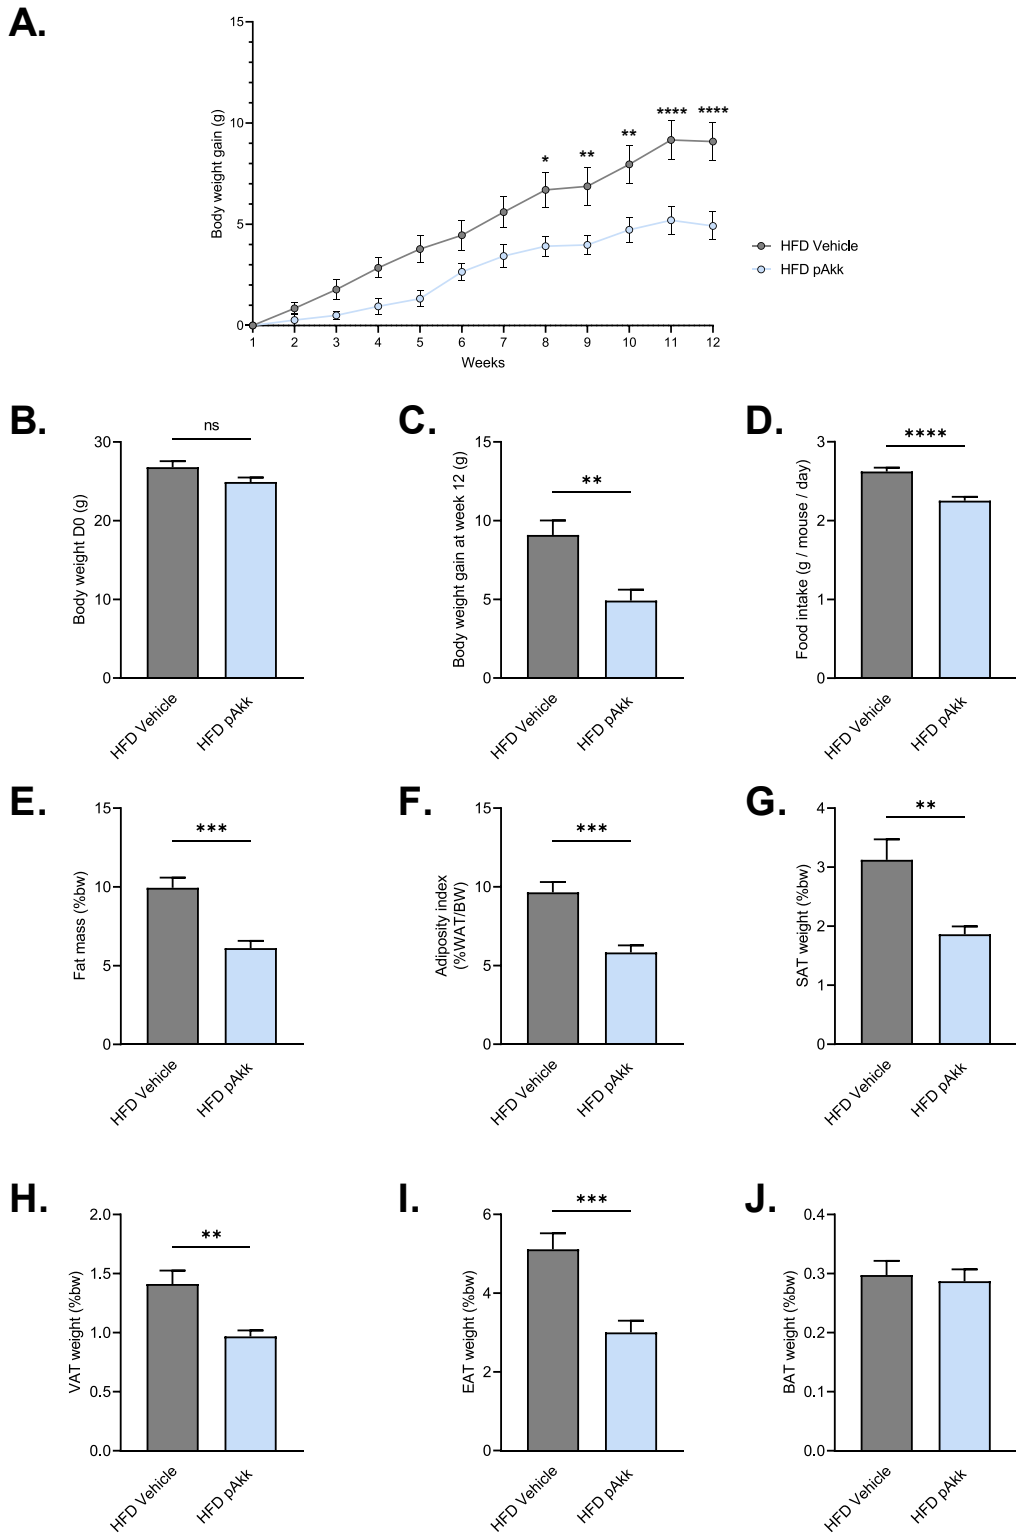 A.
15
10
5
0
Body weight gain (g)
* ** ** **** ****
HFD Vehicle
HFD pAkk
1 2 3 4 5 6 7 8 9 10 11 12
Weeks
B.
ns
30
20
10
0
Body weight D0 (g)
HFD Vehicle
HFD pAkk
C.
**
15
10
5
0
Body weight gain at week 12 (g)
HFD Vehicle
HFD pAkk
D.
****
3
2
1
0
Food intake (g / mouse / day)
HFD Vehicle
HFD pAkk
E.
***
15
10
5
0
Fat mass (%bw)
HFD Vehicle
HFD pAkk
F.
***
15
10
5
0
Adiposity index
(%WAT/BW)
HFD Vehicle
HFD pAkk
G.
**
4
3
2
1
0
SAT weight (%bw)
HFD Vehicle
HFD pAkk
H.
**
2.0
1.5
1.0
0.5
0.0
VAT weight (%bw)
HFD Vehicle
HFD pAkk
I.
***
6
4
2
0
EAT weight (%bw)
HFD Vehicle
HFD pAkk
J.
0.4
0.3
0.2
0.1
0.0
BAT weight (%bw)
HFD Vehicle
HFD pAkk